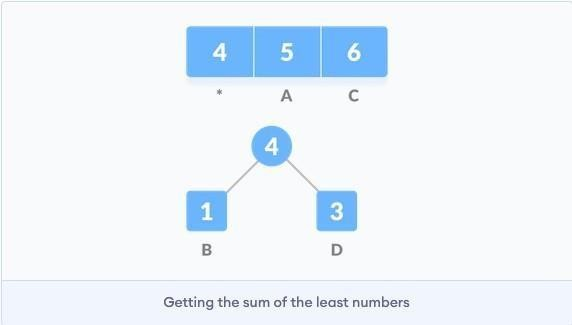 4 5 6
* A C
4
1 3
B D
Getting the sum of the least numbers